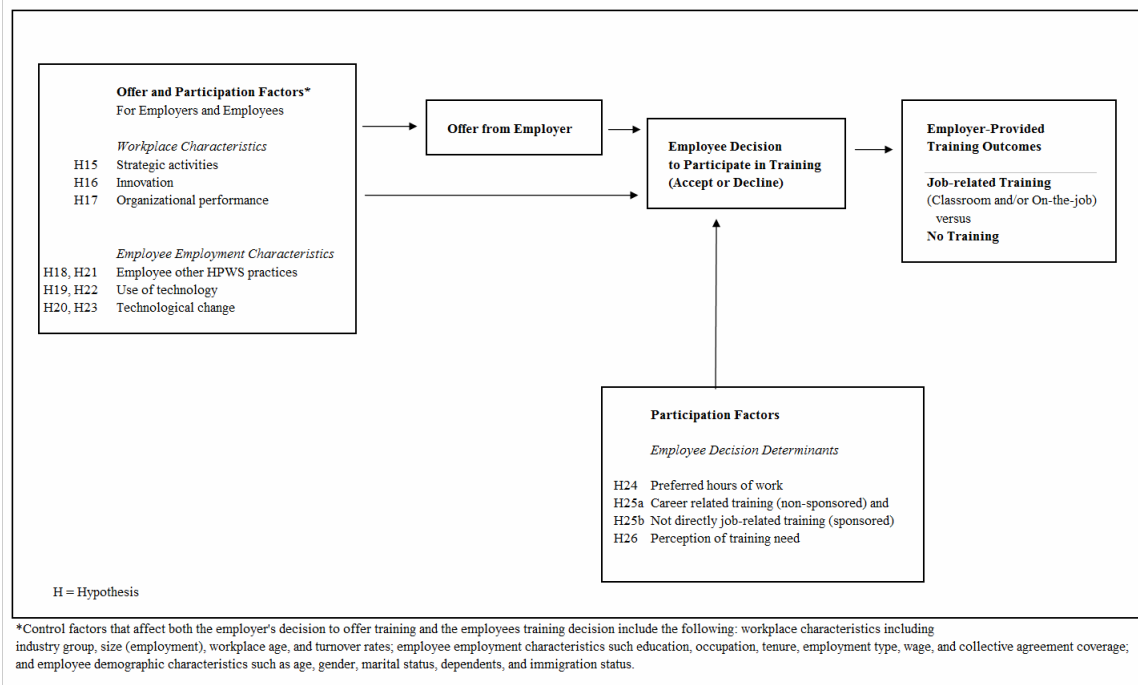 Offer and Participation Factors*
For Employers and Employees
Workplace Characteristics
H15 Strategic activities
H16 Innovation
H17 Organizational performance
Employee Employment Characteristics
H18, H21 Employee other HPWS practices
H19, H22 Use of technology
H20, H23 Technological change
Offer from Employer
Employee Decision
to Participate in Training
(Accept or Decline)
Employer-Provided
Training Outcomes
Job-related Training
(Classroom and/or On-the-job)
versus
No Training
Participation Factors
Employee Decision Determinants
H24 Preferred hours of work
H25a Career related training (non-sponsored) and
H25b Not directly job-related training (sponsored)
H26 Perception of training need
H = Hypothesis
*Control factors that affect both the employer's decision to offer training and the employees training decision include the following: workplace characteristics including
industry group, size (employment), workplace age, and turnover rates; employee employment characteristics such education, occupation, tenure, employment type, wage, and collective agreement coverage;
and employee demographic characteristics such as age, gender, marital status, dependents, and immigration status.